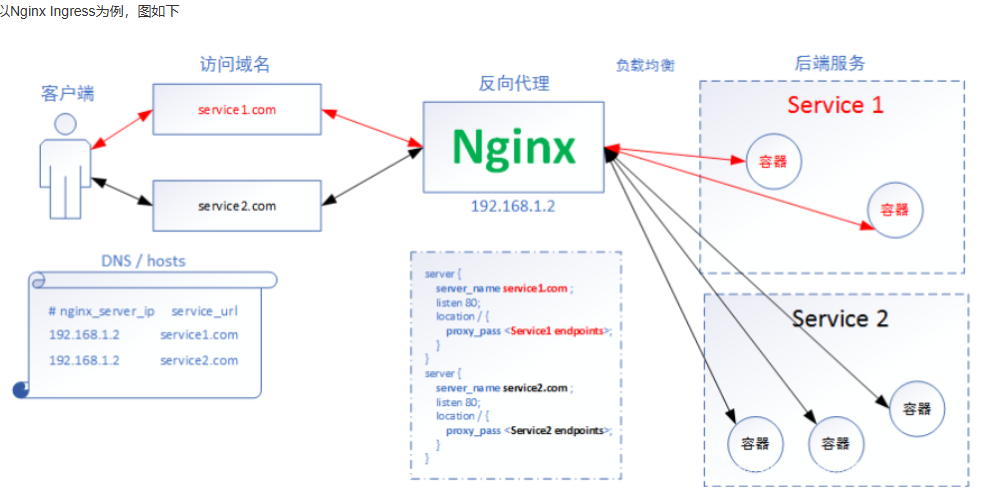 以Nginx Ingress为例，图如下
访问域名
客户端
service1.com
service2.com
反向代理
Nginx
192.168.1.2
负载均衡
后端服务
Service 1
容器
容器
Service 2
容器
容器
容器
DNS / hosts
# nginx_server_ip service_url
192.168.1.2 service1.com
192.168.1.2 service2.com
server {
server_name service1.com ;
listen 80;
location / {
proxy_pass <Service1 endpoints>;
}
}
server {
server_name service2.com ;
listen 80;
location / {
proxy_pass <Service2 endpoints>;
}
}